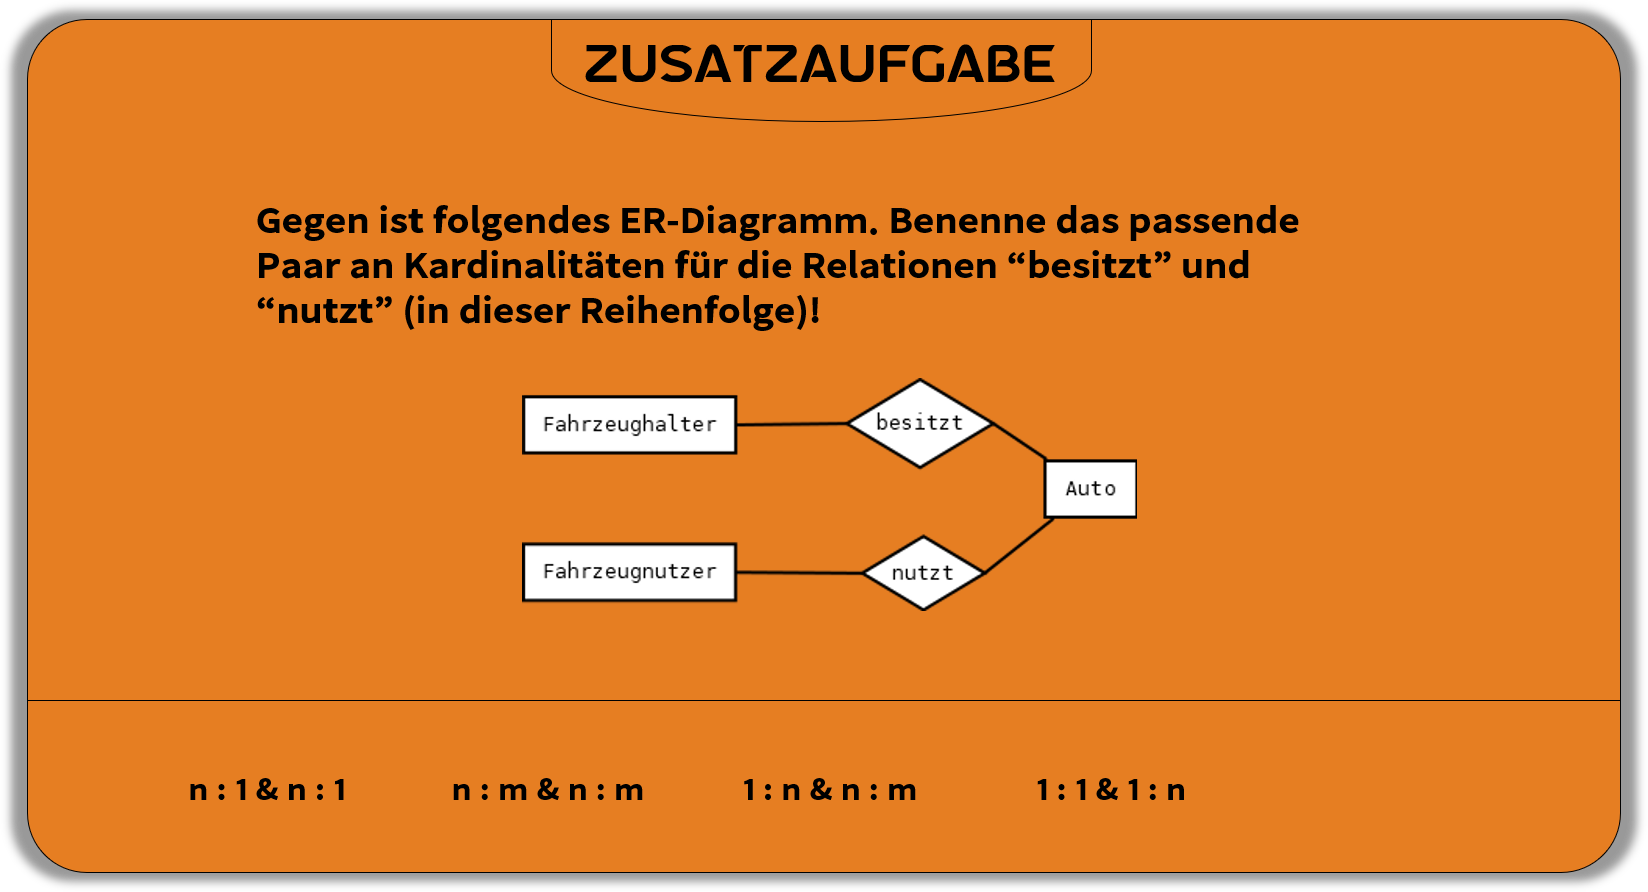 ZUSATZAUFGABE
Gegen ist folgendes ER-Diagramm. Benenne das passende
Paar an Kardinalitäten für die Relationen “besitzt” und
“nutzt” (in dieser Reihenfolge)!
Fahrzeughalter
besitzt
Auto
Fahrzeugnutzer
nutzt
n : 1 & n : 1
n : m & n : m
1 : n & n : m
1 : 1 & 1 : n